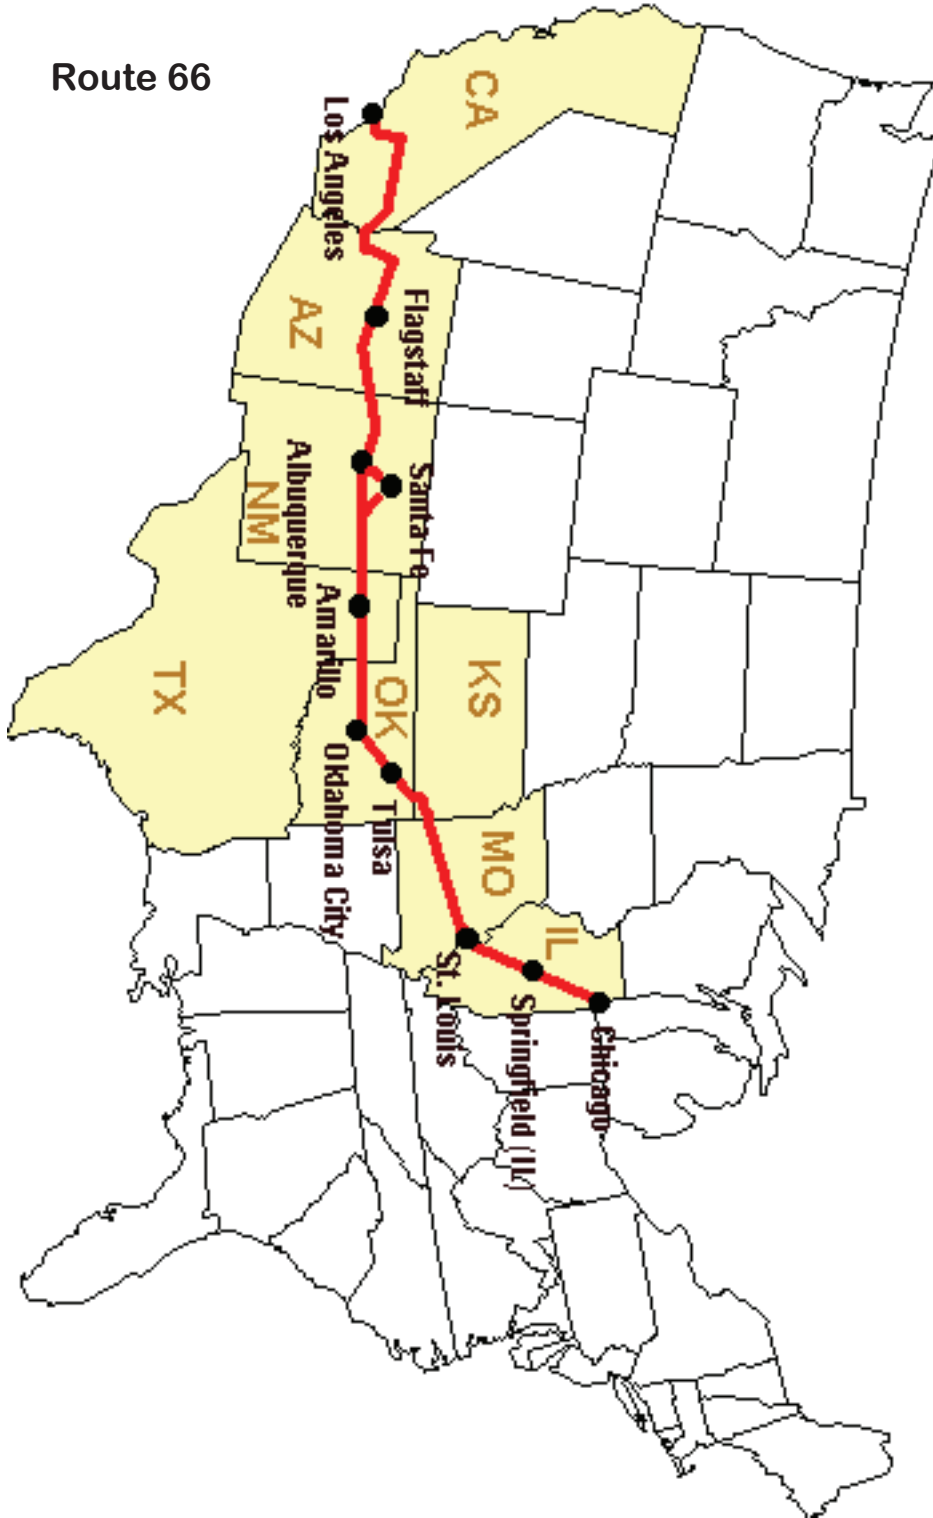 Route 66
CA
Los Angeles
AZ
Flagstaff
NM
Albuquerque
Santa Fe
TX
Amarillo
OK
KS
Oklahoma City
Tulsa
MO
IL
St. Louis
Springfield (IL)
Chicago